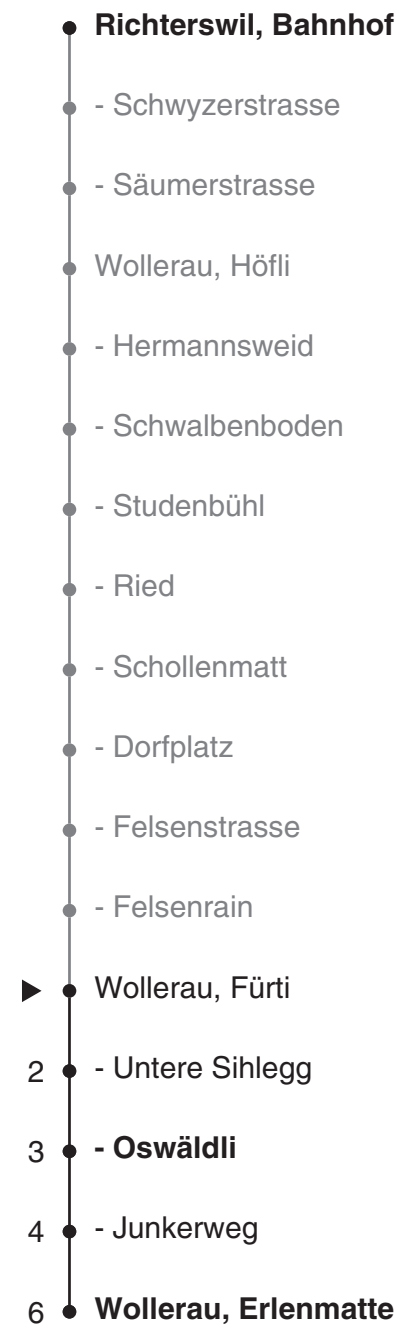 Richterswil, Bahnhof
- Schwyzerstrasse
- Säumerstrasse
Wollerau, Höfli
- Hermannsweid
- Schwalbenboden
- Studenbühl
- Ried
- Schollenmatt
- Dorfplatz
- Felsenstrasse
- Felsenrain
Wollerau, Fürti
2 - Untere Sihlegg
3 - Oswäldli
4 - Junkerweg
6 Wollerau, Erlenmatte